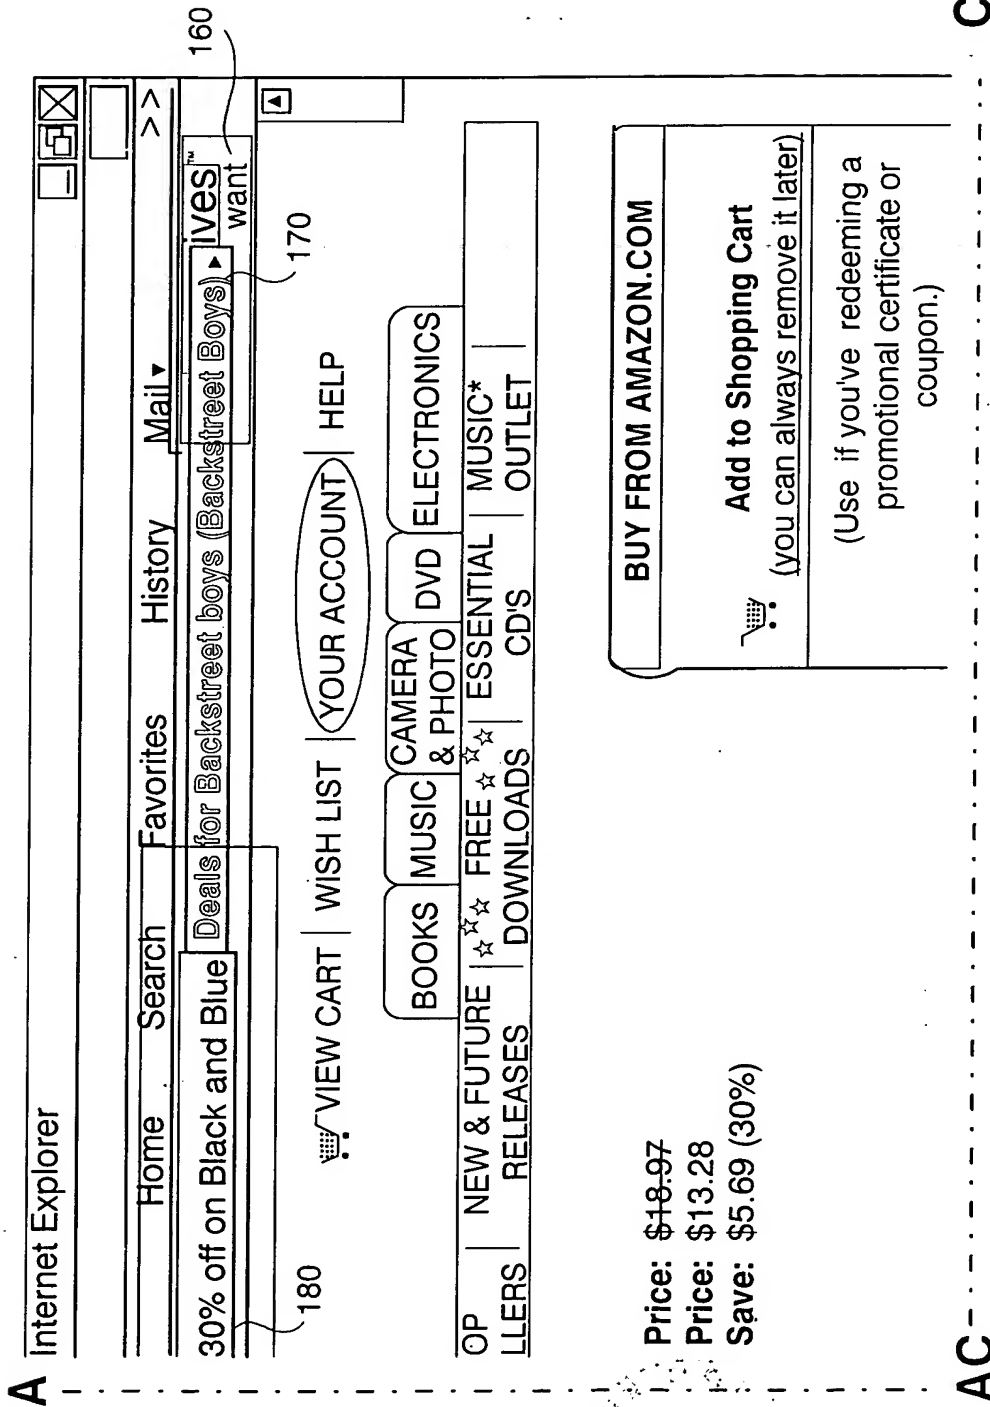 A
Internet Explorer
Home Search Favorites History Mail >>
30% off on Black and Blue Deals for Backstreet boys (Backstreet Boys) ives™
want
160
170
180
VIEW CART | WISH LIST | YOUR ACCOUNT | HELP
BOOKS MUSIC CAMERA & PHOTO DVD ELECTRONICS
OP | NEW & FUTURE | FREE | ESSENTIAL | MUSIC*
LLERS | RELEASES | DOWNLOADS | CD'S | OUTLET
Price: $18.97
Price: $13.28
Save: $5.69 (30%)
BUY FROM AMAZON.COM
Add to Shopping Cart
(you can always remove it later)
(Use if you've redeeming a
promotional certificate or
coupon.)
AC
C